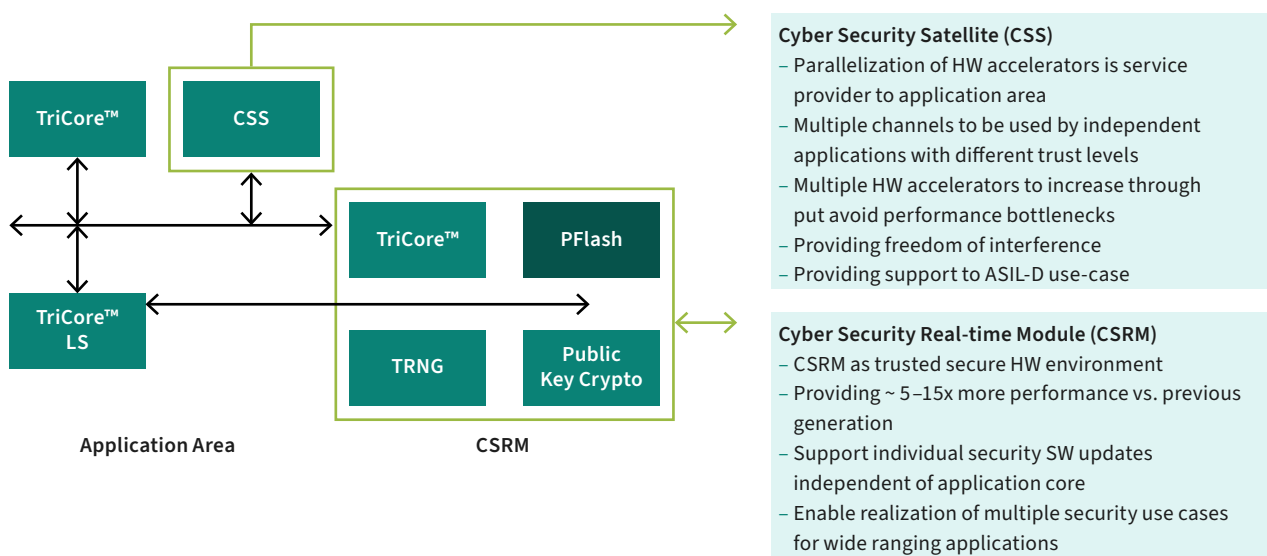 TriCore™
CSS
TriCore™
PFlash
TriCore™
LS
TRNG
Public
Key Crypto
Application Area
CSRM
Cyber Security Satellite (CSS)
– Parallelization of HW accelerators is service
provider to application area
– Multiple channels to be used by independent
applications with different trust levels
– Multiple HW accelerators to increase through
put avoid performance bottlenecks
– Providing freedom of interference
– Providing support to ASIL-D use-case
Cyber Security Real-time Module (CSRM)
– CSRM as trusted secure HW environment
– Providing ~ 5–15x more performance vs. previous
generation
– Support individual security SW updates
independent of application core
– Enable realization of multiple security use cases
for wide ranging applications